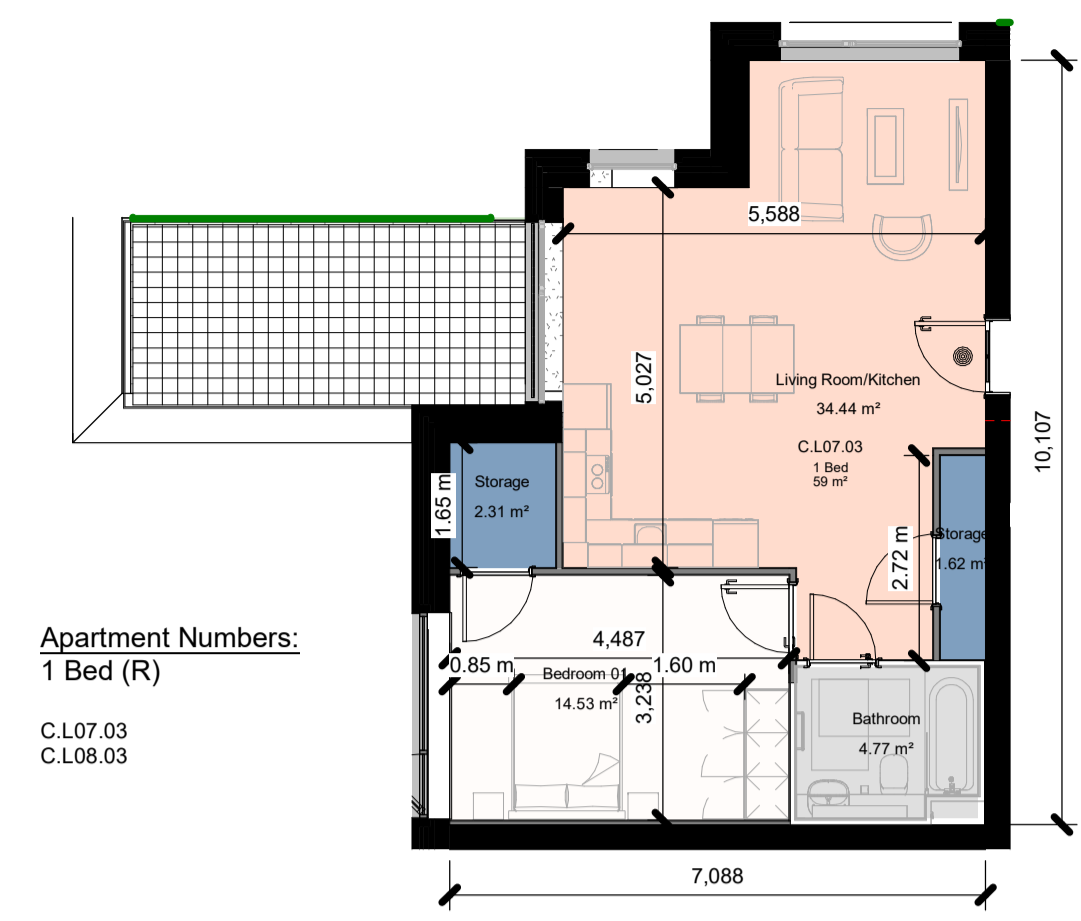 5,588
5,027
Living Room/Kitchen
34.44 m²
C.L07.03
1 Bed
59 m²
10,107
Storage
2.31 m²
1.65 m
Storage
1.62 m²
2.72 m
4,487
0.85 m
1.60 m
Bedroom 01
14.53 m²
3,238
Bathroom
4.77 m²
7,088
Apartment Numbers:
1 Bed (R)
C.L07.03
C.L08.03